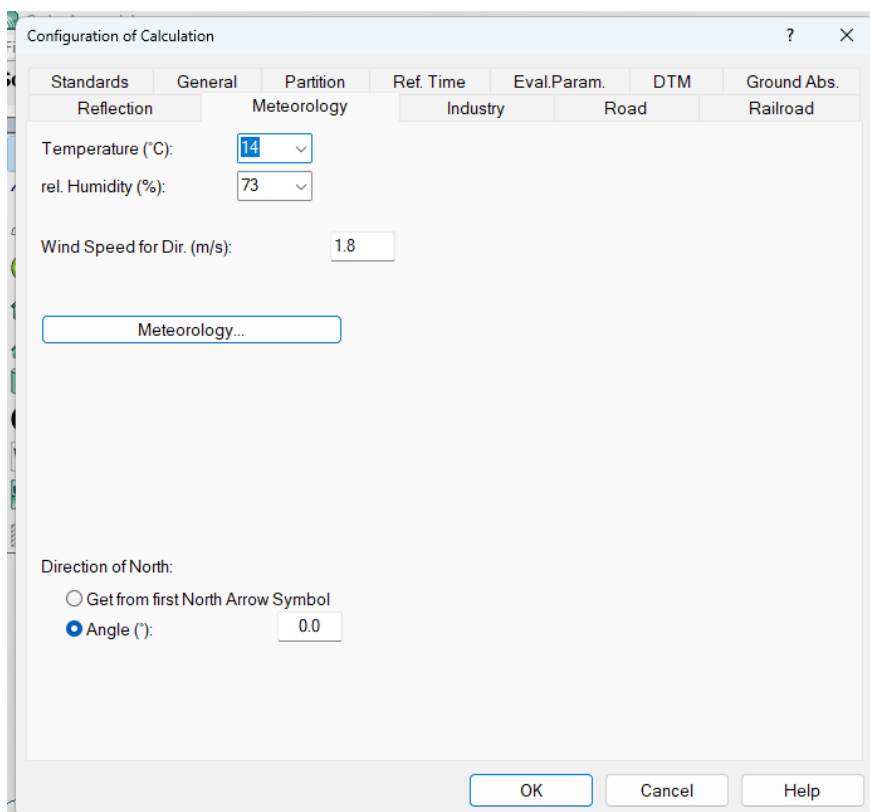 Configuration of Calculation ? ×
Standards General Partition Ref. Time Eval.Param. DTM Ground Abs.
Reflection Meteorology Industry Road Railroad
Temperature (°C): 14
rel. Humidity (%): 73
Wind Speed for Dir. (m/s): 1.8
Meteorology...
Direction of North:
Get from first North Arrow Symbol
Angle (°): 0.0
OK Cancel Help